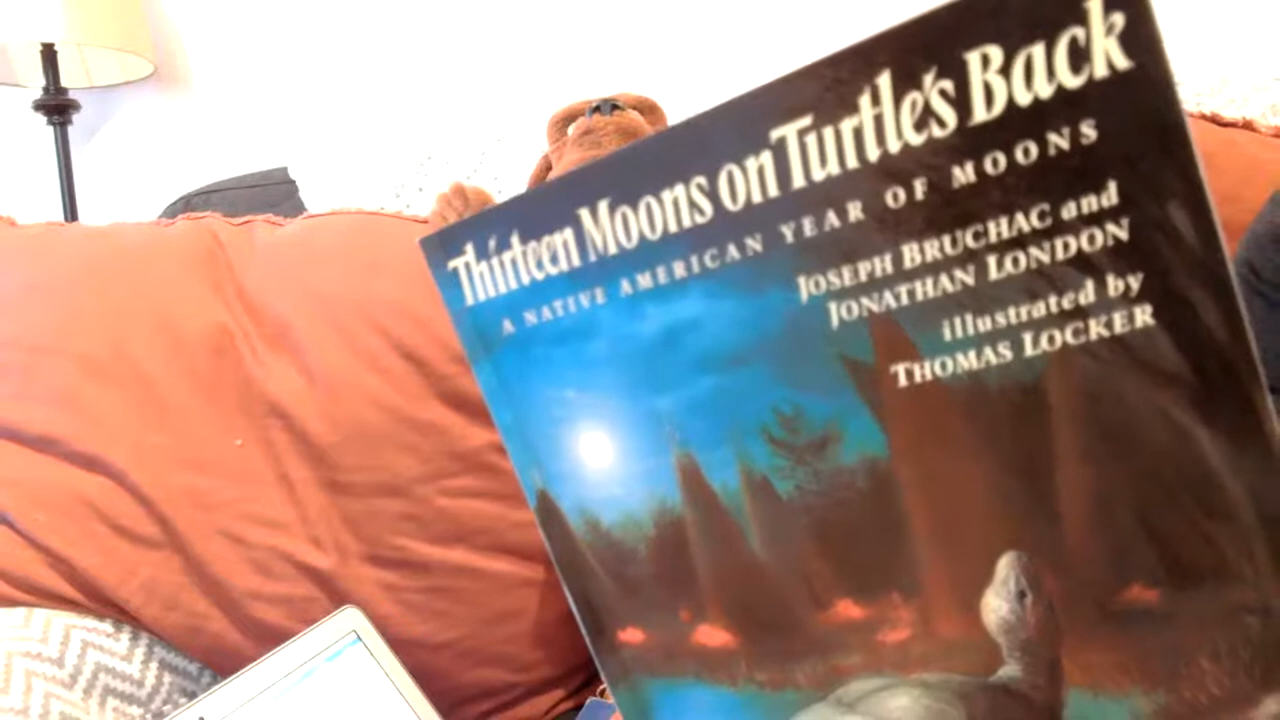 Thirteen Moons on Turtle's Back
A NATIVE AMERICAN YEAR OF MOONS
JOSEPH BRUCHAC and
JONATHAN LONDON
illustrated by
THOMAS LOCKER